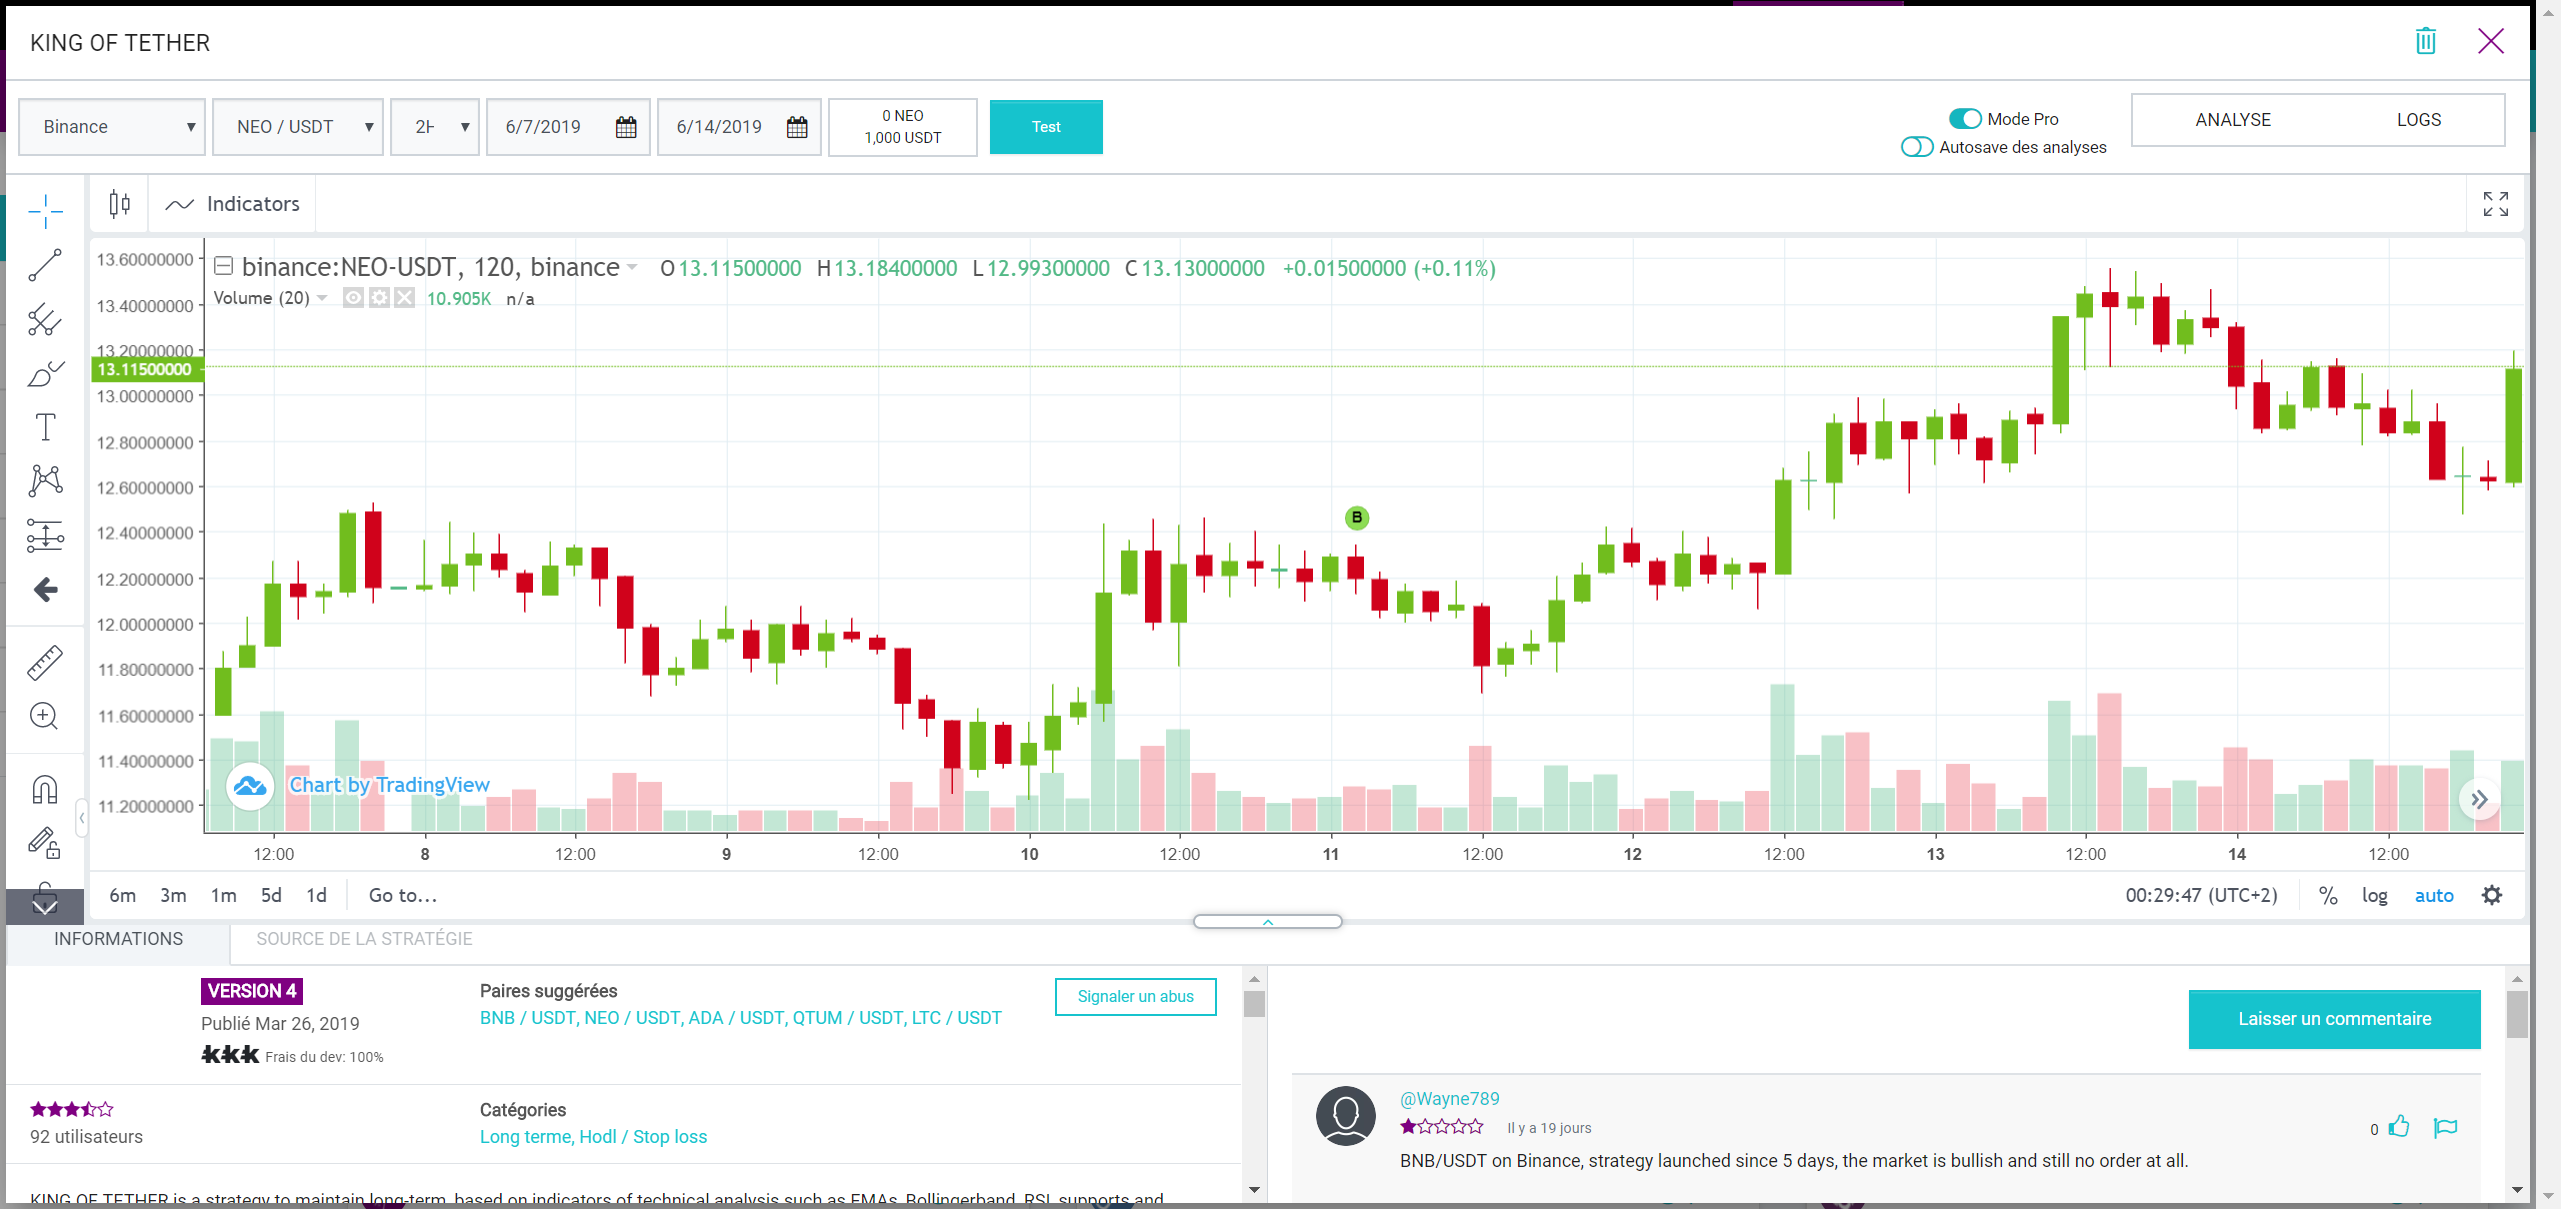 KING OF TETHER
Binance
NEO / USDT
6/7/2019
6/14/2019
0 NEO
1,000 USDT
Test
Mode Pro
Autosave des analyses
ANALYSE
LOGS
Indicators
binance:NEO-USDT, 120, binance O 13.11500000 H 13.18400000 L 12.99300000 C 13.13000000 +0.01500000 (+0.11%)
Volume (20) 10.905K n/a
13.60000000
13.40000000
13.20000000
13.11500000
13.00000000
12.80000000
12.60000000
12.40000000
12.20000000
12.00000000
11.80000000
11.60000000
11.40000000
11.20000000
B
Chart by TradingView
12:00 8 12:00 9 12:00 10 12:00 11 12:00 12 12:00 13 12:00 14 12:00
6m 3m 1m 5d 1d Go to...
00:29:47 (UTC+2) % log auto
INFORMATIONS
SOURCE DE LA STRATÉGIE
VERSION 4
Publié Mar 26, 2019
Frais du dev: 100%
Paires suggérées
BNB / USDT, NEO / USDT, ADA / USDT, QTUM / USDT, LTC / USDT
Signaler un abus
92 utilisateurs
Catégories
Long terme, Hodl / Stop loss
KING OF TETHER is a strategy to maintain long-term, based on indicators of technical analysis such as EMAs, Bollingerband, RSI, supports and
Laisser un commentaire
@Wayne789
Il y a 19 jours
0
BNB/USDT on Binance, strategy launched since 5 days, the market is bullish and still no order at all.